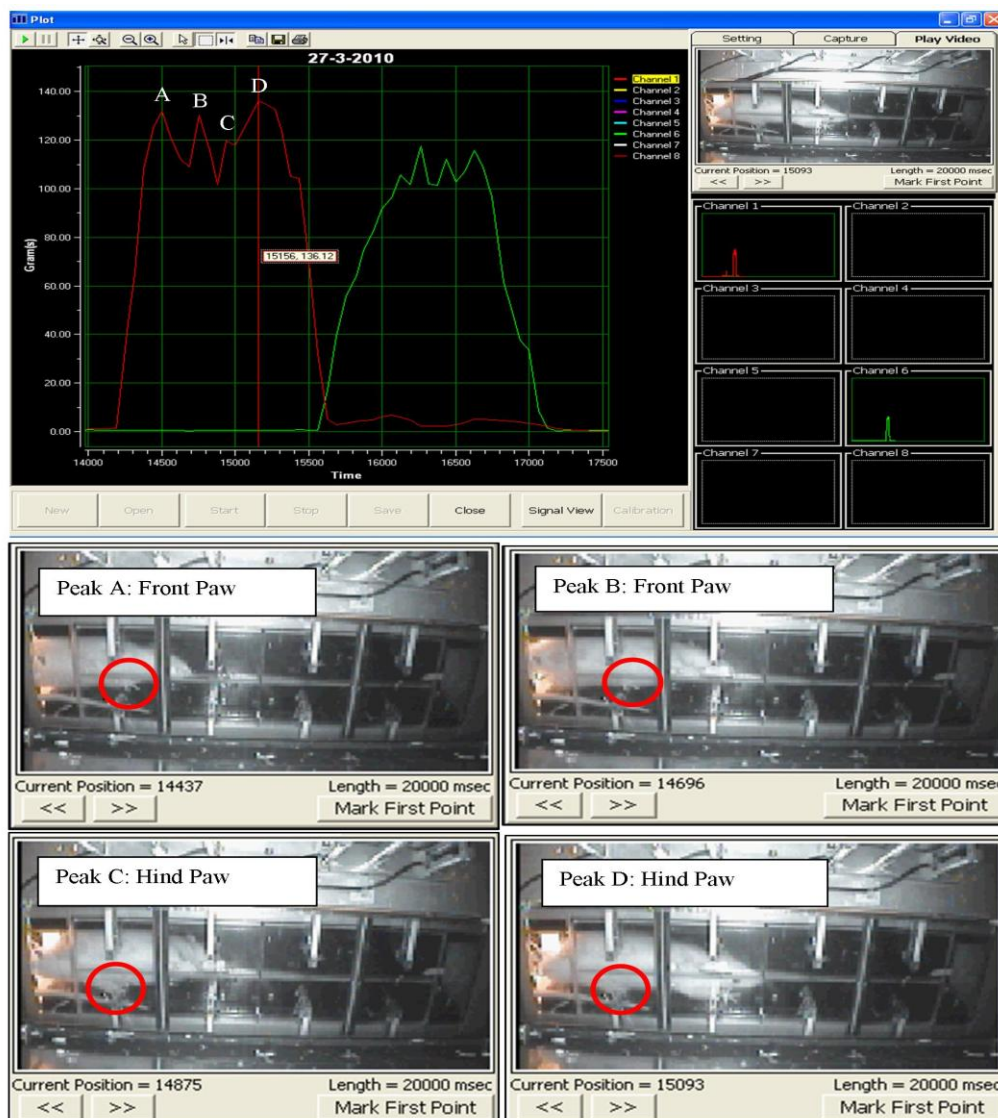 Plot
27-3-2010
A
B
C
D
140.00
120.00
100.00
80.00
60.00
40.00
20.00
0.00
Gram(s)
15156, 136.12
14000 14500 15000 15500 16000 16500 17000 17500
Time
Channel 1
Channel 2
Channel 3
Channel 4
Channel 5
Channel 6
Channel 7
Channel 8
New Open Start Stop Save Close Signal View Calibration
Setting Capture Play Video
Current Position = 15093 Length = 20000 msec
<< >> Mark First Point
Channel 1 Channel 2
Channel 3 Channel 4
Channel 5 Channel 6
Channel 7 Channel 8
Peak A: Front Paw
Current Position = 14437 Length = 20000 msec
<< >> Mark First Point
Peak B: Front Paw
Current Position = 14696 Length = 20000 msec
<< >> Mark First Point
Peak C: Hind Paw
Current Position = 14875 Length = 20000 msec
<< >> Mark First Point
Peak D: Hind Paw
Current Position = 15093 Length = 20000 msec
<< >> Mark First Point